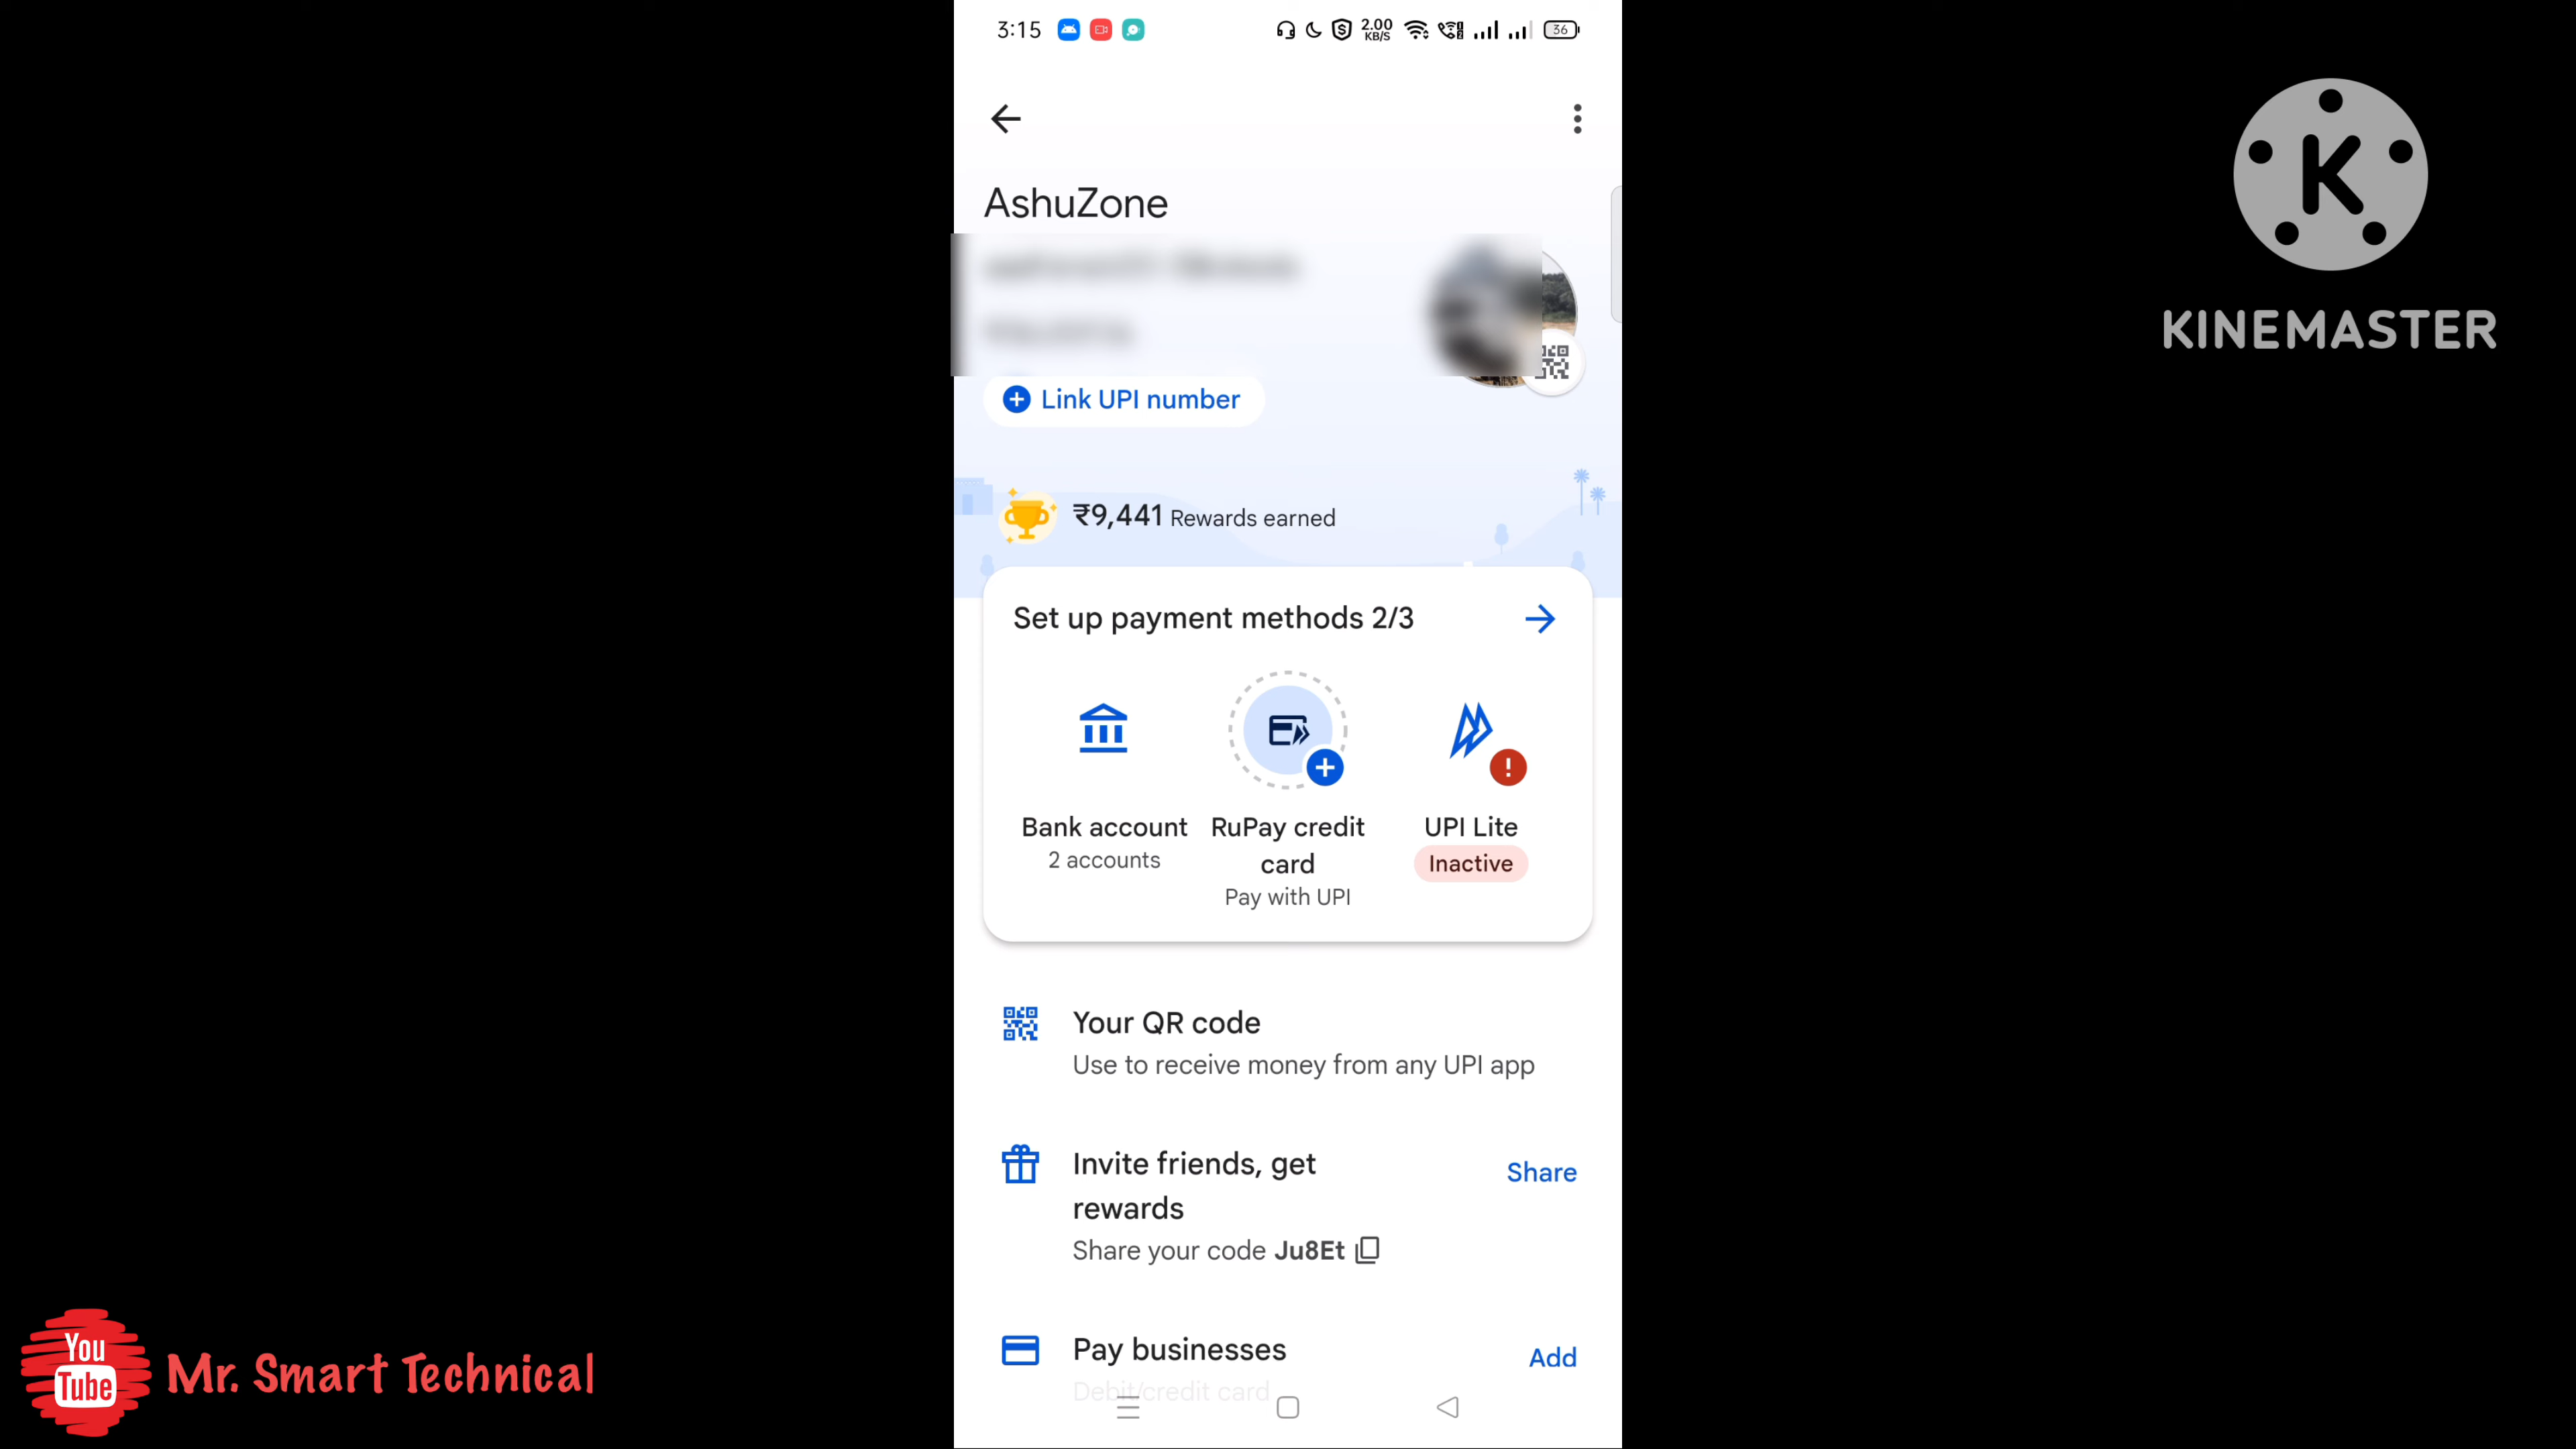 3:15
2.00
KB/S
36
AshuZone
Link UPI number
₹9,441 Rewards earned
Set up payment methods 2/3
Bank account
2 accounts
RuPay credit
card
Pay with UPI
UPI Lite
Inactive
Your QR code
Use to receive money from any UPI app
Invite friends, get
rewards
Share your code Ju8Et
Share
Pay businesses
Debit/credit card
Add
K
KINEMASTER
You
Tube
Mr. Smart Technical